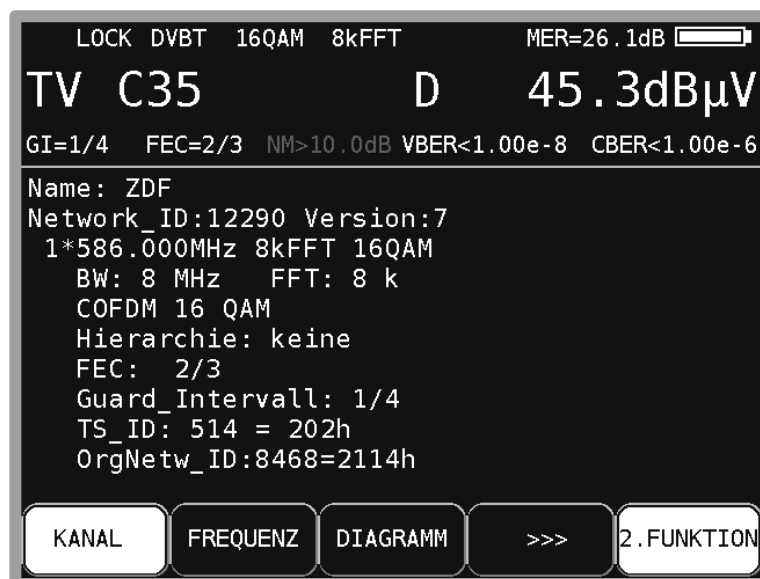 LOCK DVBT 16QAM 8kFFT MER=26.1dB
TV C35 D 45.3dBµV
GI=1/4 FEC=2/3 NM>10.0dB VBER<1.00e-8 CBER<1.00e-6
Name: ZDF
Network_ID:12290 Version:7
1*586.000MHz 8kFFT 16QAM
BW: 8 MHz FFT: 8 k
COFDM 16 QAM
Hierarchie: keine
FEC: 2/3
Guard_Intervall: 1/4
TS_ID: 514 = 202h
OrgNetw_ID:8468=2114h
KANAL FREQUENZ DIAGRAMM >>> 2.FUNKTION